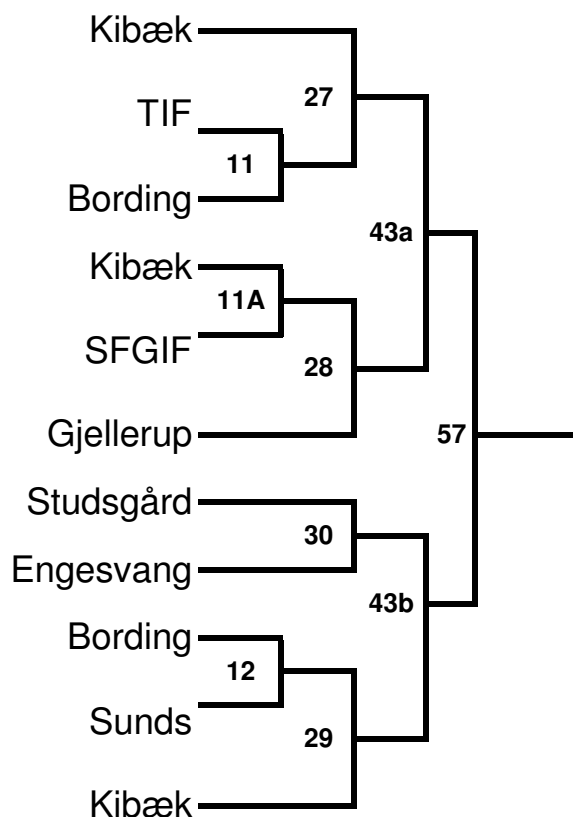 Kibæk
27
TIF
11
Bording
43a
Kibæk
11A
SFGIF
28
Gjellerup
57
Studsgård
30
Engesvang
43b
Bording
12
Sunds
29
Kibæk